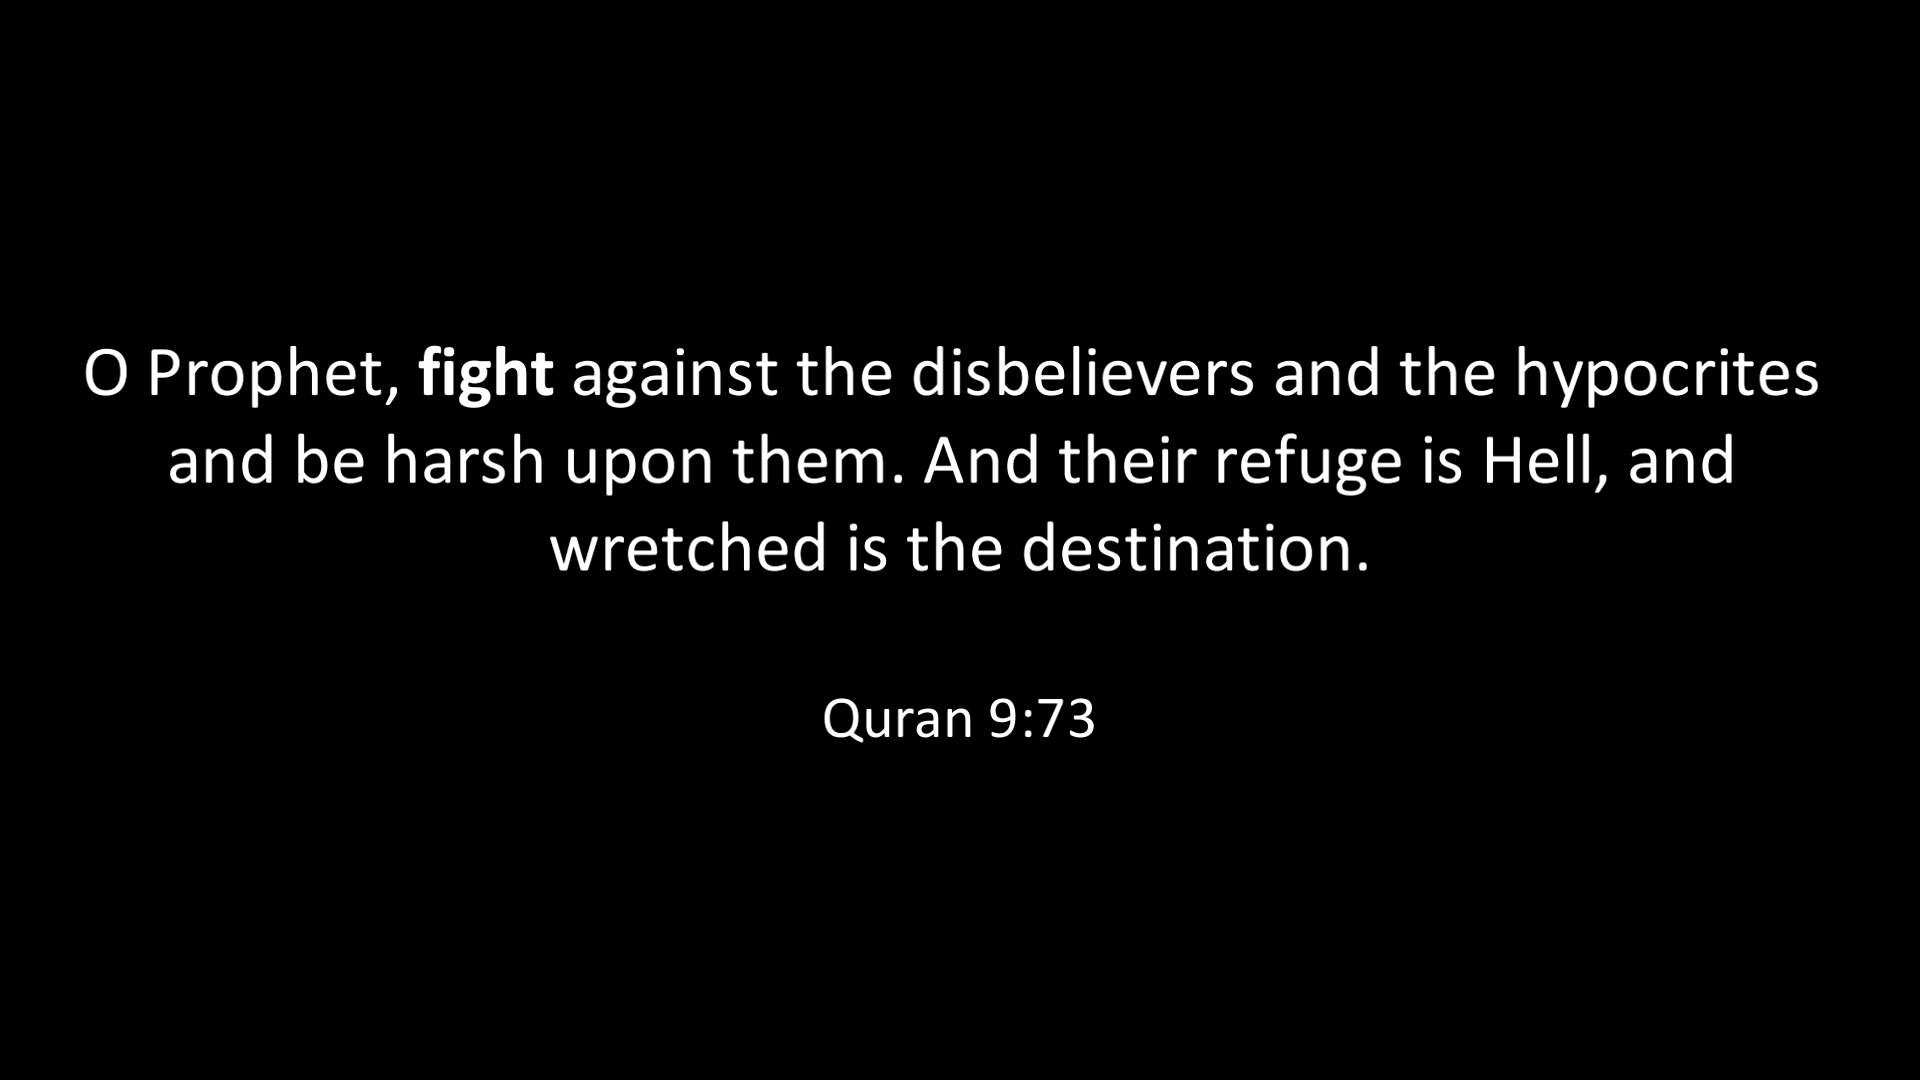 O Prophet, fight against the disbelievers and the hypocrites
and be harsh upon them. And their refuge is Hell, and
wretched is the destination.
Quran 9:73